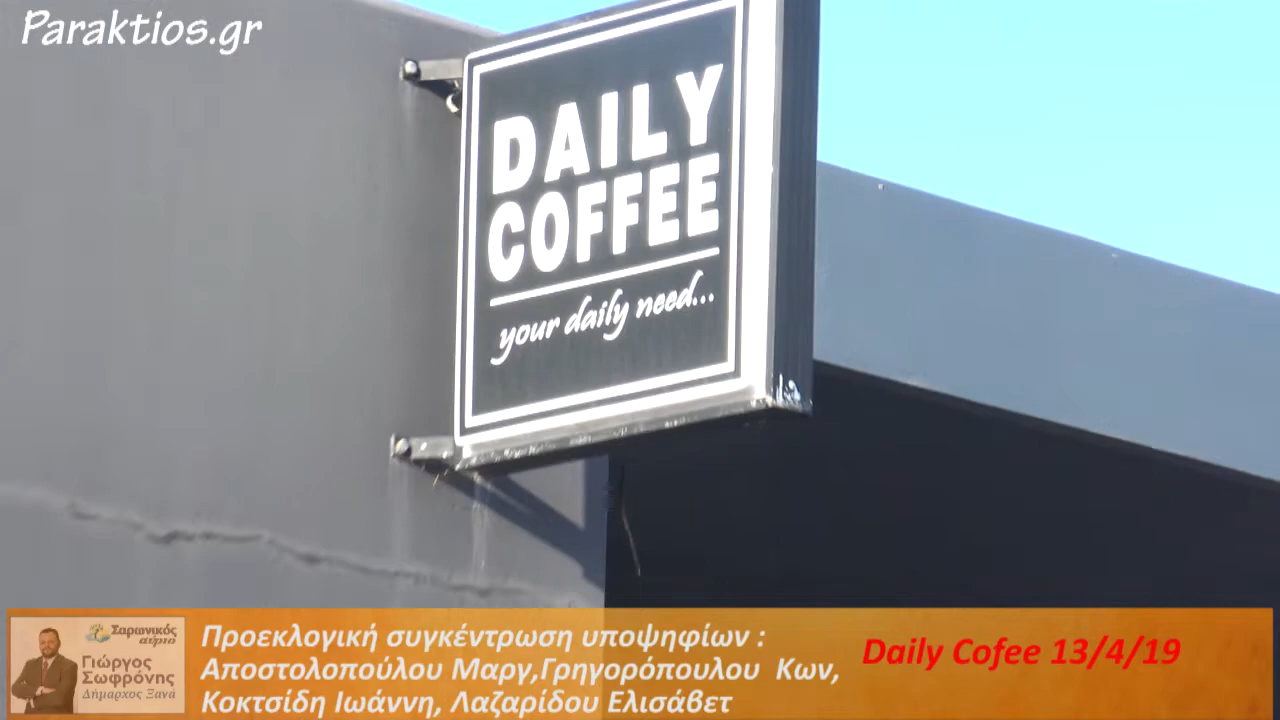 Paraktios.gr
DAILY
COFFEE
your daily need...
Σαρωνικός
αύριο
Γιώργος
Σωφρόνης
Δήμαρχος Ξανά
Προεκλογική συγκέντρωση υποψηφίων :
Αποστολοπούλου Μαργ,Γρηγορόπουλου Κων,
Κοκτσίδη Ιωάννη, Λαζαρίδου Ελισάβετ
Daily Cofee 13/4/19